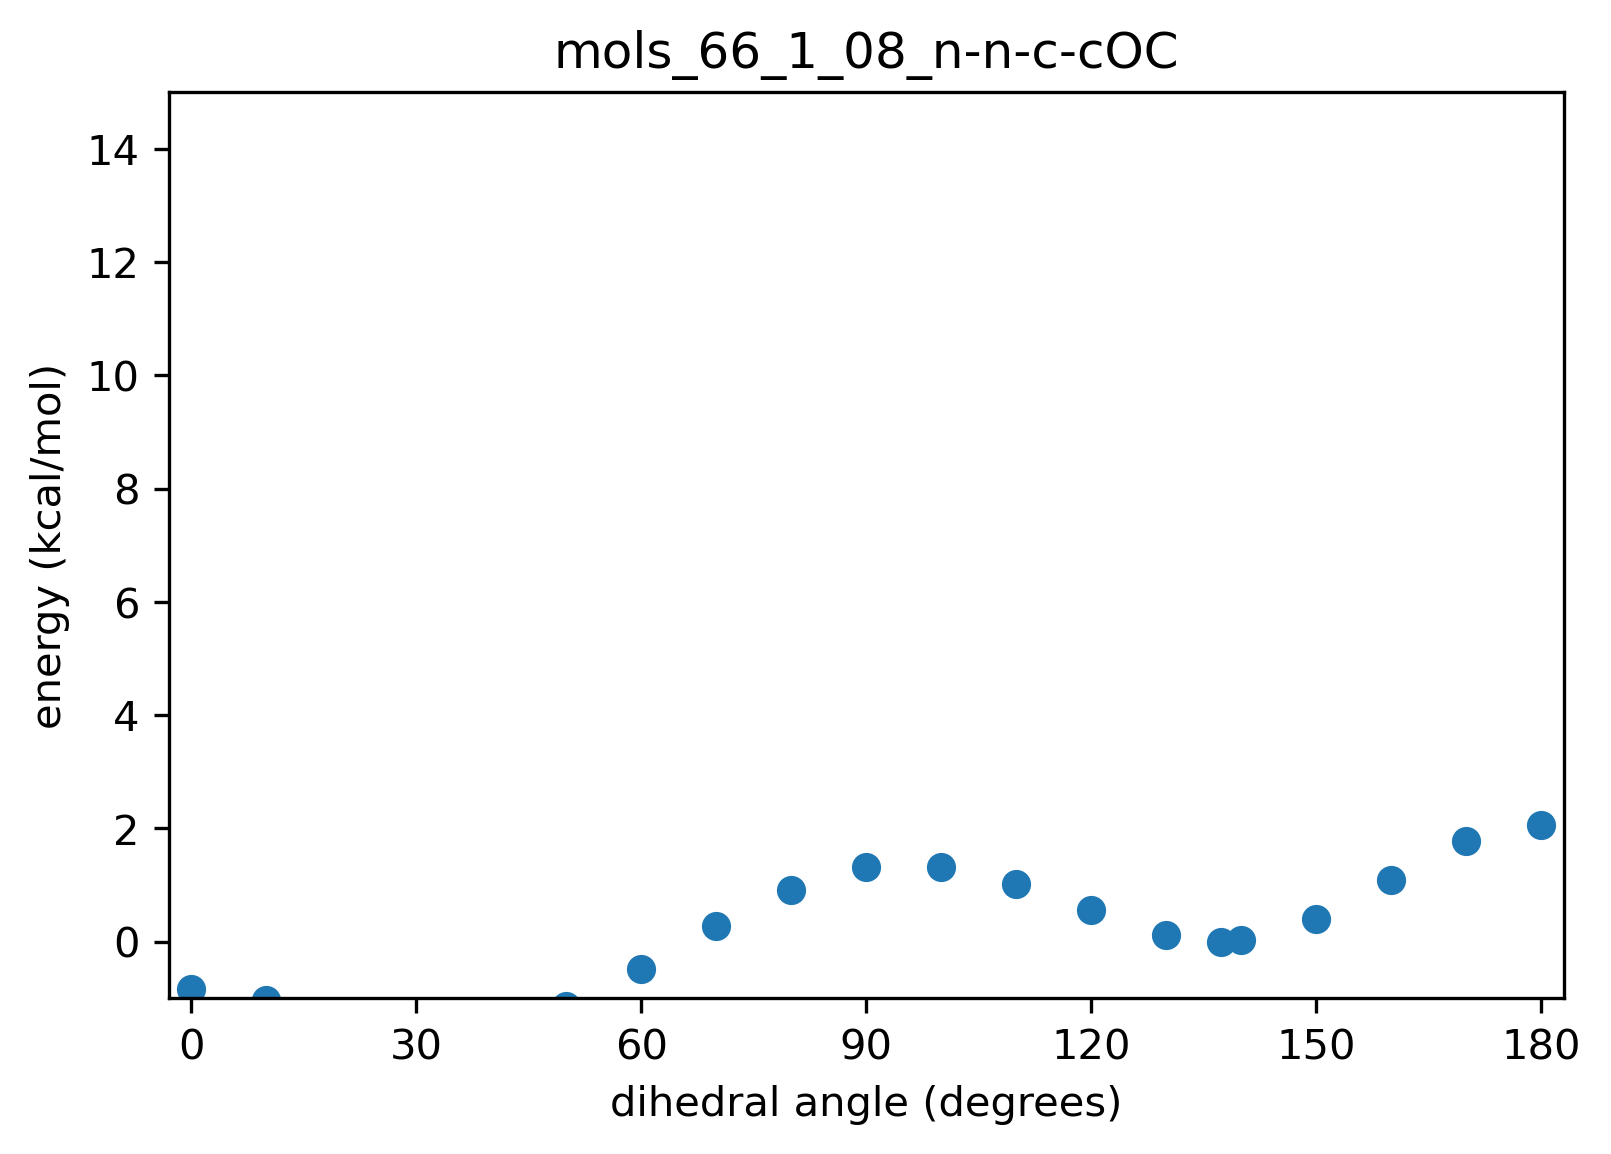 mols_66_1_08_n-n-c-cOC
14
12
10
8
6
4
2
0
energy (kcal/mol)
0 30 60 90 120 150 180
dihedral angle (degrees)